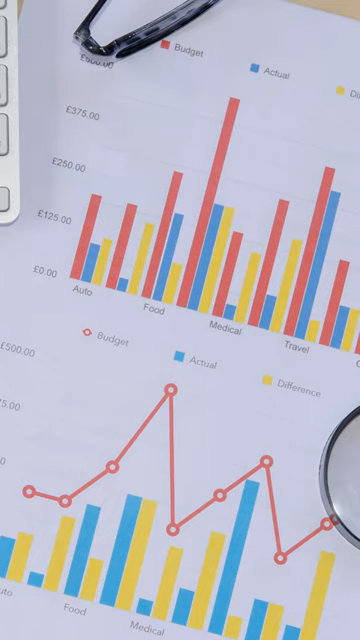 Budget
£500.00
Actual
£375.00
£250.00
£125.00
£0.00
Auto
Food
Medical
Travel
Budget
£500.00
Actual
Difference
Food
Medical